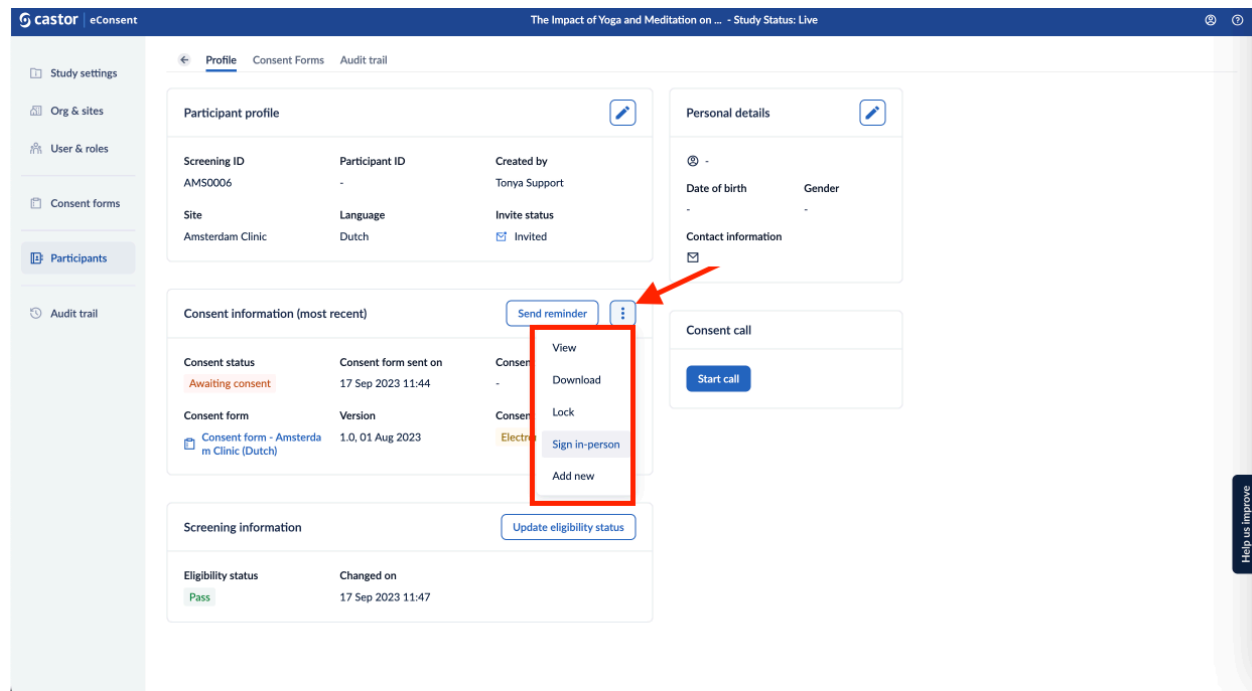 castor eConsent
The Impact of Yoga and Meditation on ... - Study Status: Live
Study settings
Org & sites
User & roles
Consent forms
Participants
Audit trail
Profile Consent Forms Audit trail
Participant profile
Screening ID Participant ID Created by
AMS0006 - Tonya Support
Site Language Invite status
Amsterdam Clinic Dutch Invited
Personal details
-
Date of birth Gender
- -
Contact information
Consent information (most recent) Send reminder
Consent status Consent form sent on Consen
Awaiting consent 17 Sep 2023 11:44 -
Consent form Version Consen
Consent form - Amsterda 1.0, 01 Aug 2023 Electro
m Clinic (Dutch)
View
Download
Lock
Sign in-person
Add new
Consent call
Start call
Screening information Update eligibility status
Eligibility status Changed on
Pass 17 Sep 2023 11:47
Help us improve